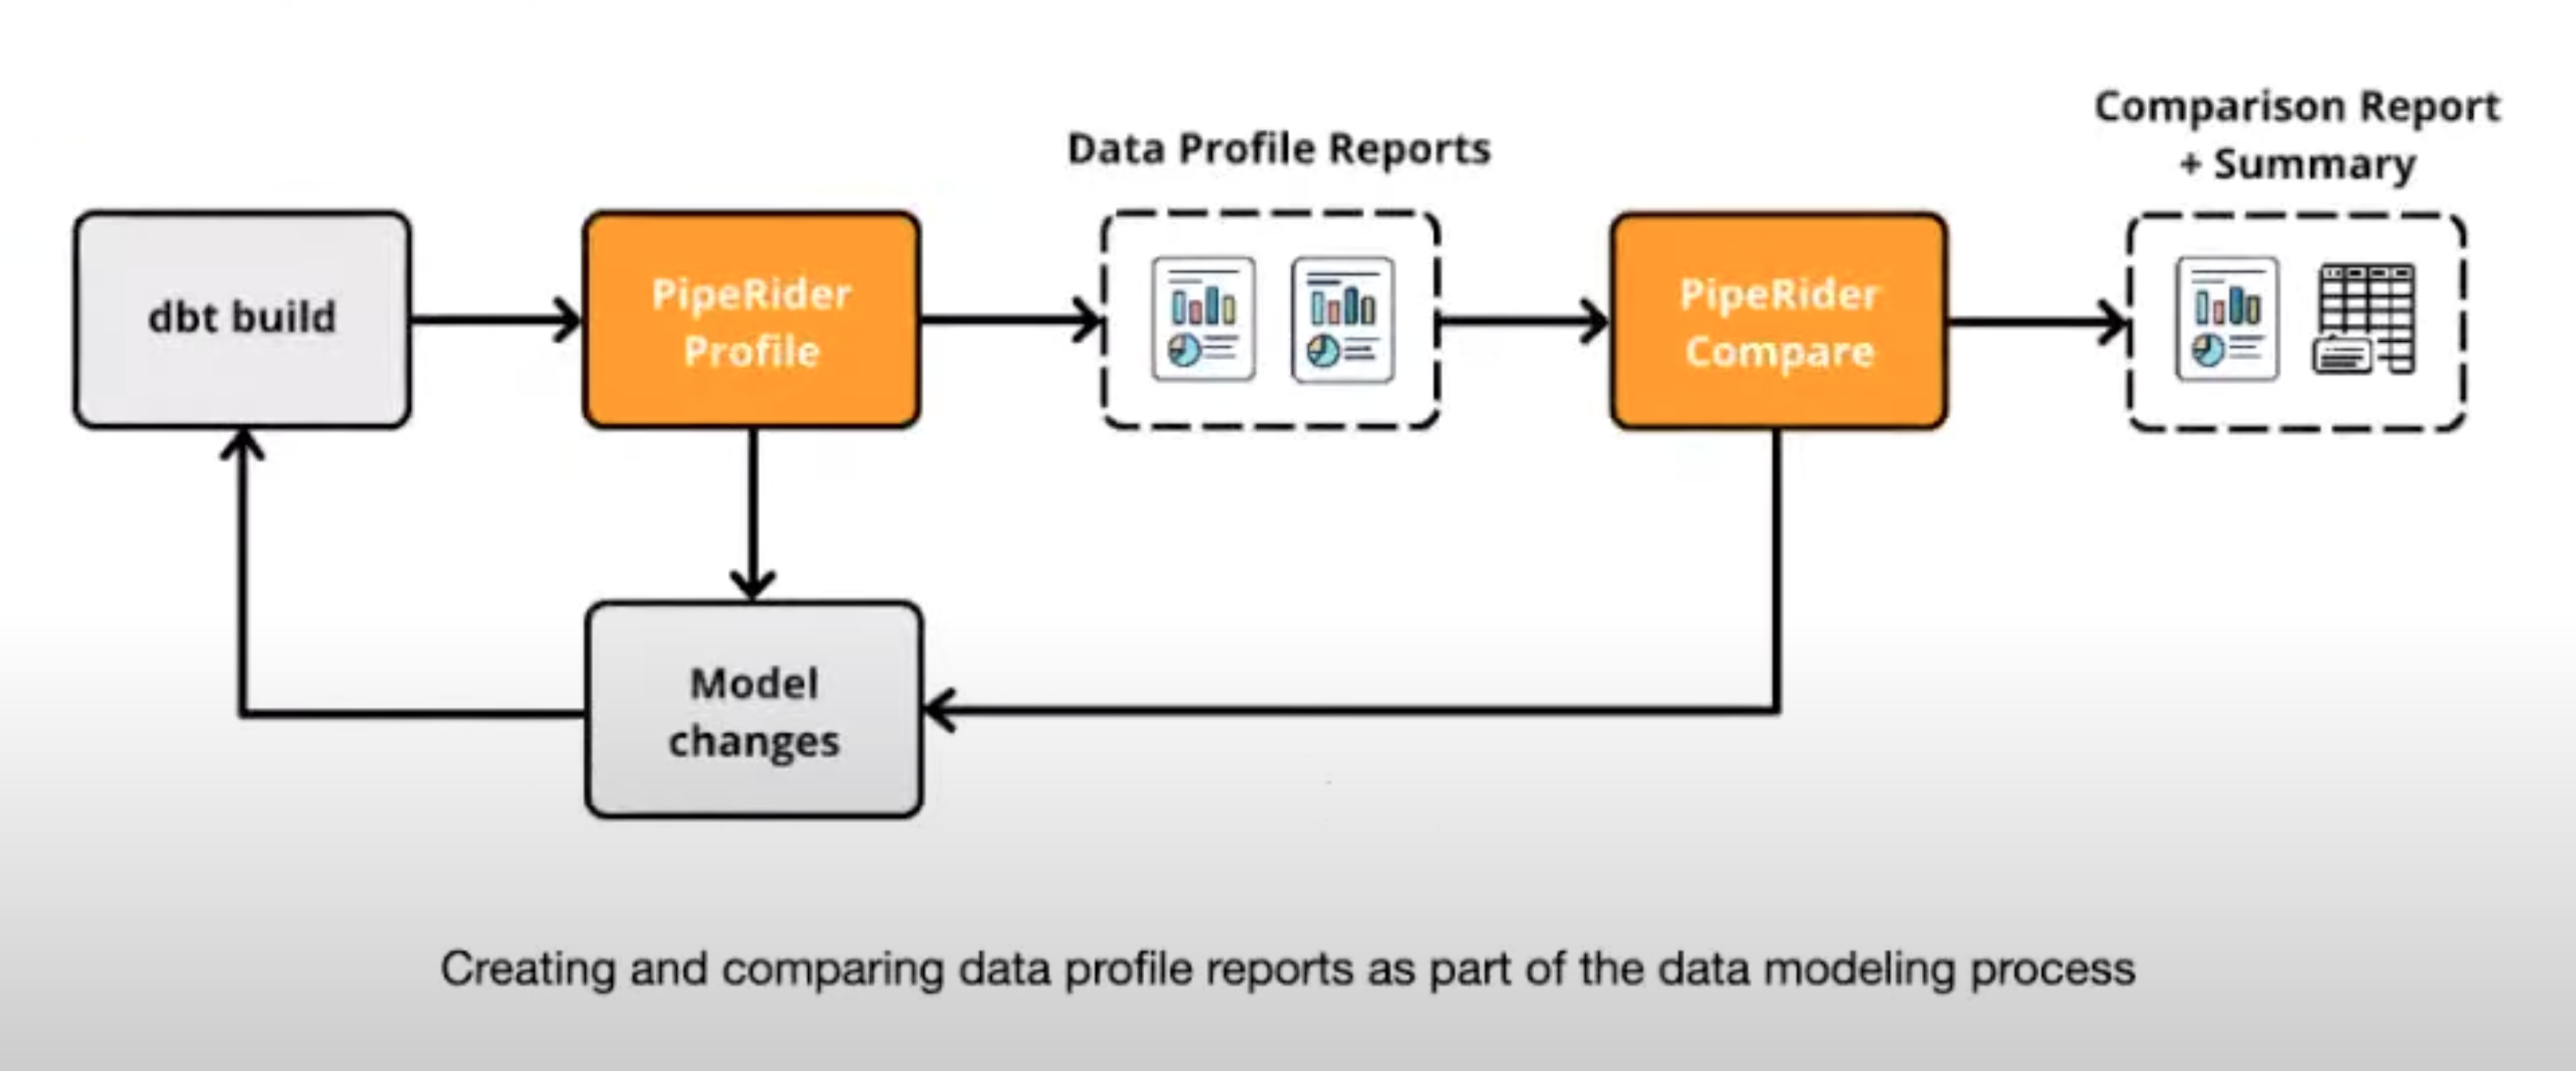 Comparison Report
+ Summary
Data Profile Reports
dbt build
PipeRider
Profile
PipeRider
Compare
Model
changes
Creating and comparing data profile reports as part of the data modeling process